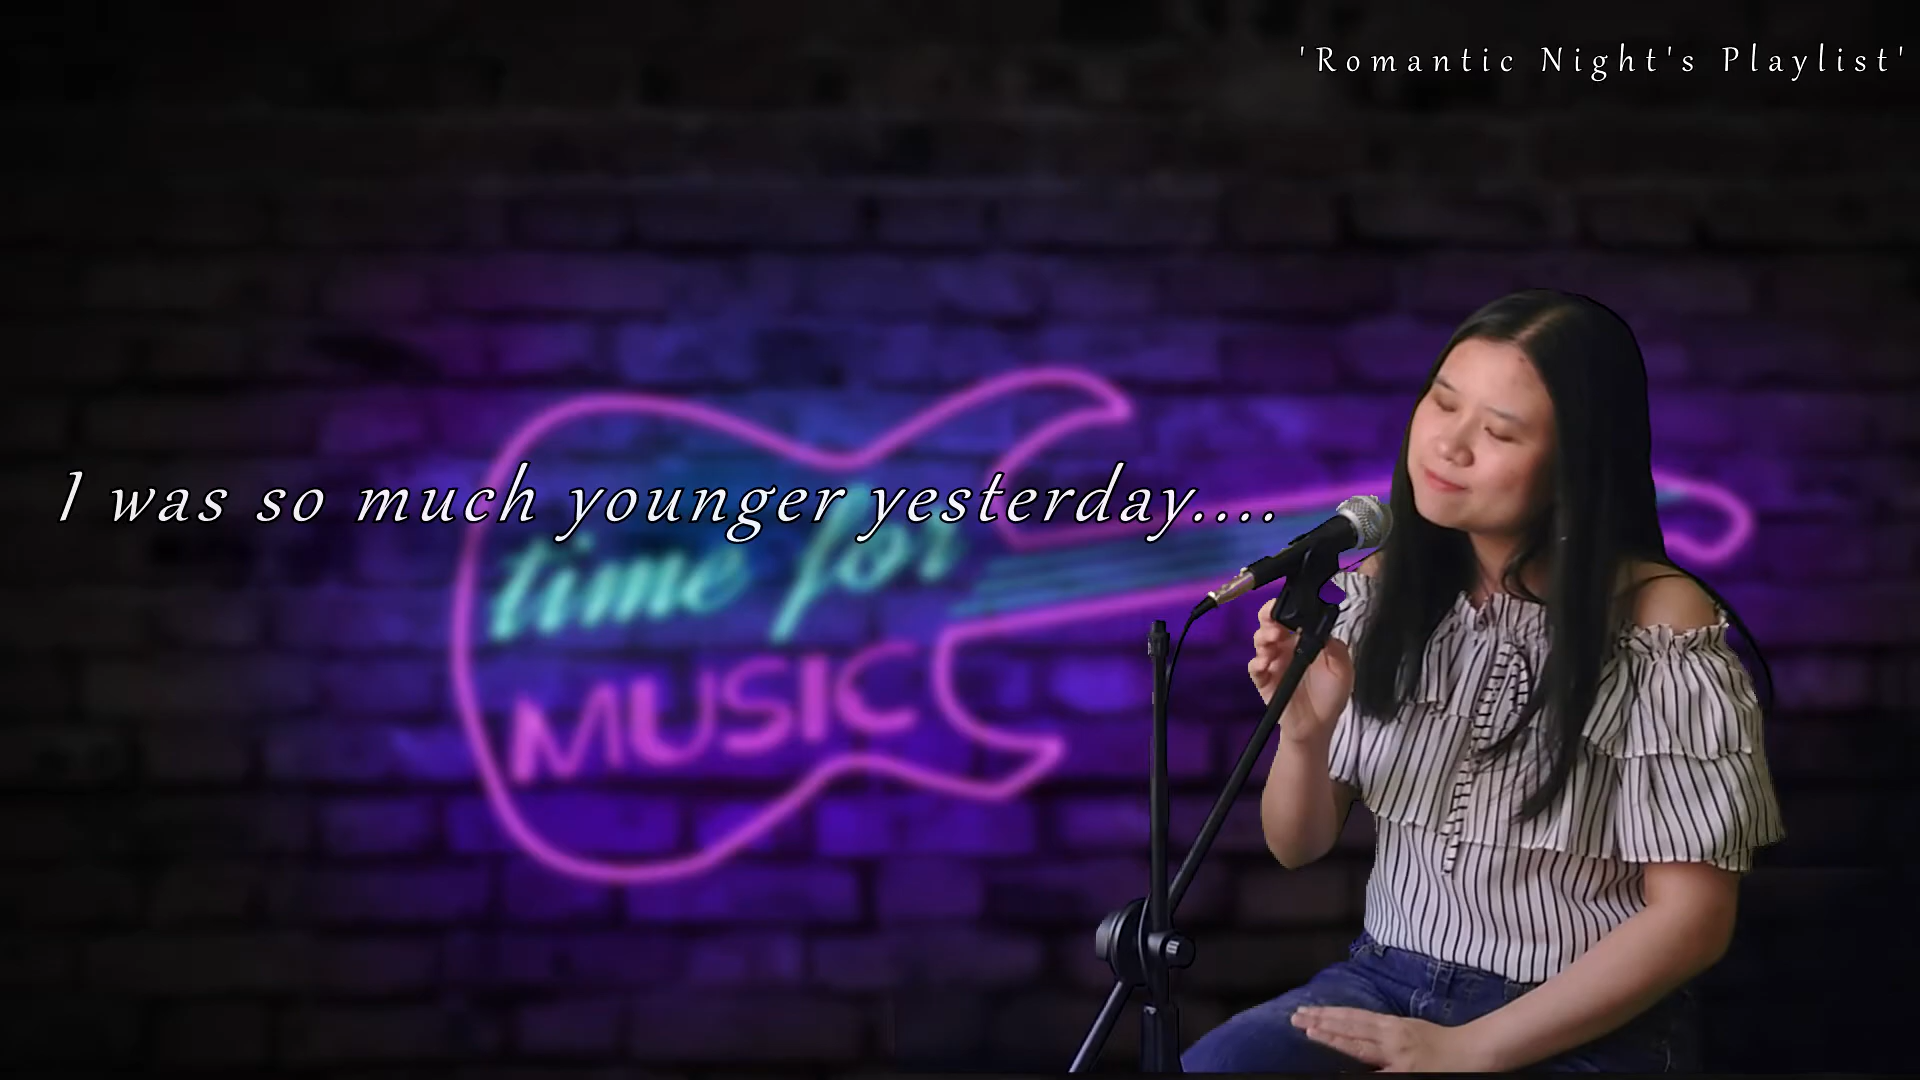 'Romantic Night's Playlist'
I was so much younger yesterday....
time for
MUSIC